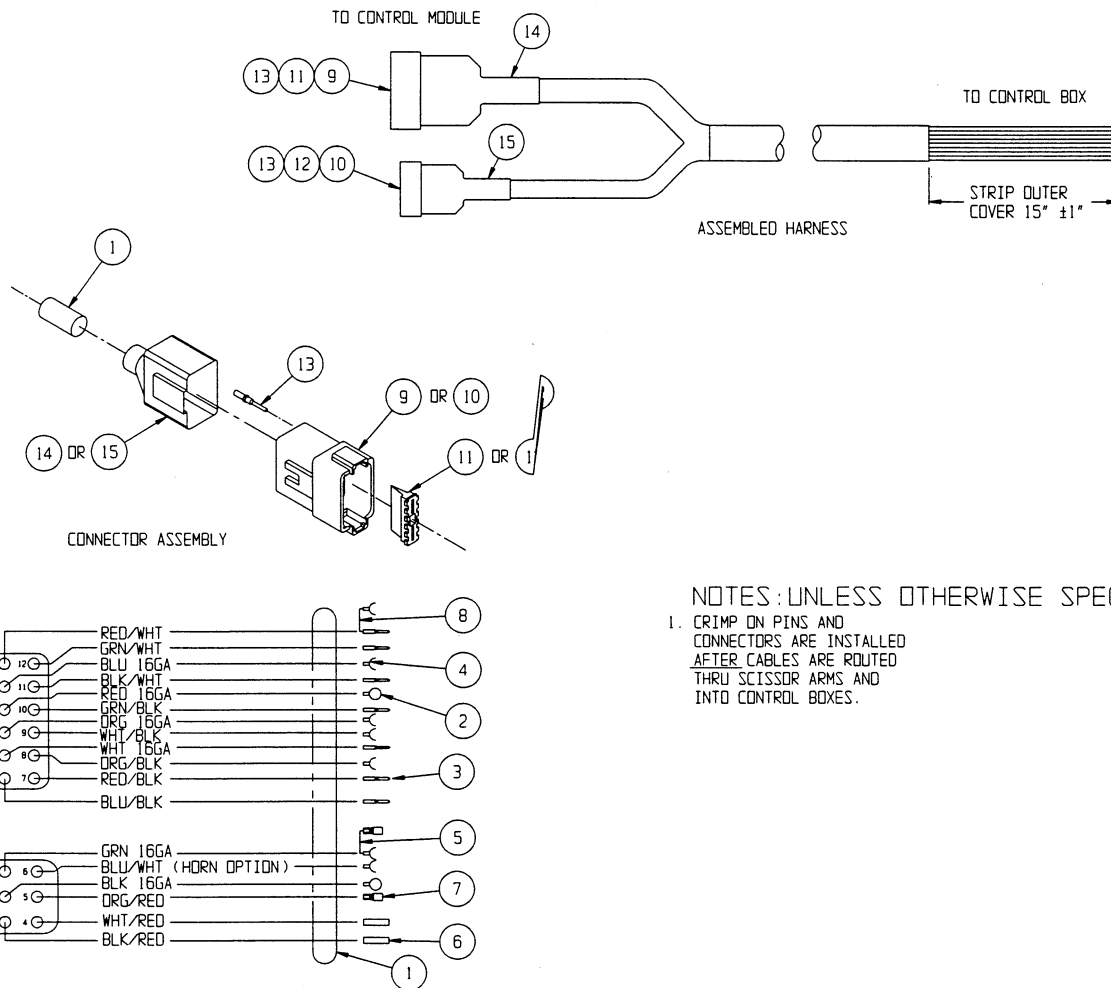 TO CONTROL MODULE
14
13 11 9
TO CONTROL BOX
15
13 12 10
STRIP OUTER
COVER 15" ±1"
ASSEMBLED HARNESS
1
13
9 OR 10
14 OR 15
11 OR 1
CONNECTOR ASSEMBLY
NOTES: UNLESS OTHERWISE SPE
1. CRIMP ON PINS AND
CONNECTORS ARE INSTALLED
AFTER CABLES ARE ROUTED
THRU SCISSOR ARMS AND
INTO CONTROL BOXES.
8
RED/WHT
GRN/WHT
12 BLU 16GA 4
BLK/WHT
11 RED 16GA 2
10 GRN/BLK
ORG 16GA
9 WHT/BLK
WHT 16GA
8 ORG/BLK
7 RED/BLK 3
BLU/BLK
5
GRN 16GA
6 BLU/WHT (HORN OPTION)
BLK 16GA
5 ORG/RED 7
4 WHT/RED
BLK/RED 6
1